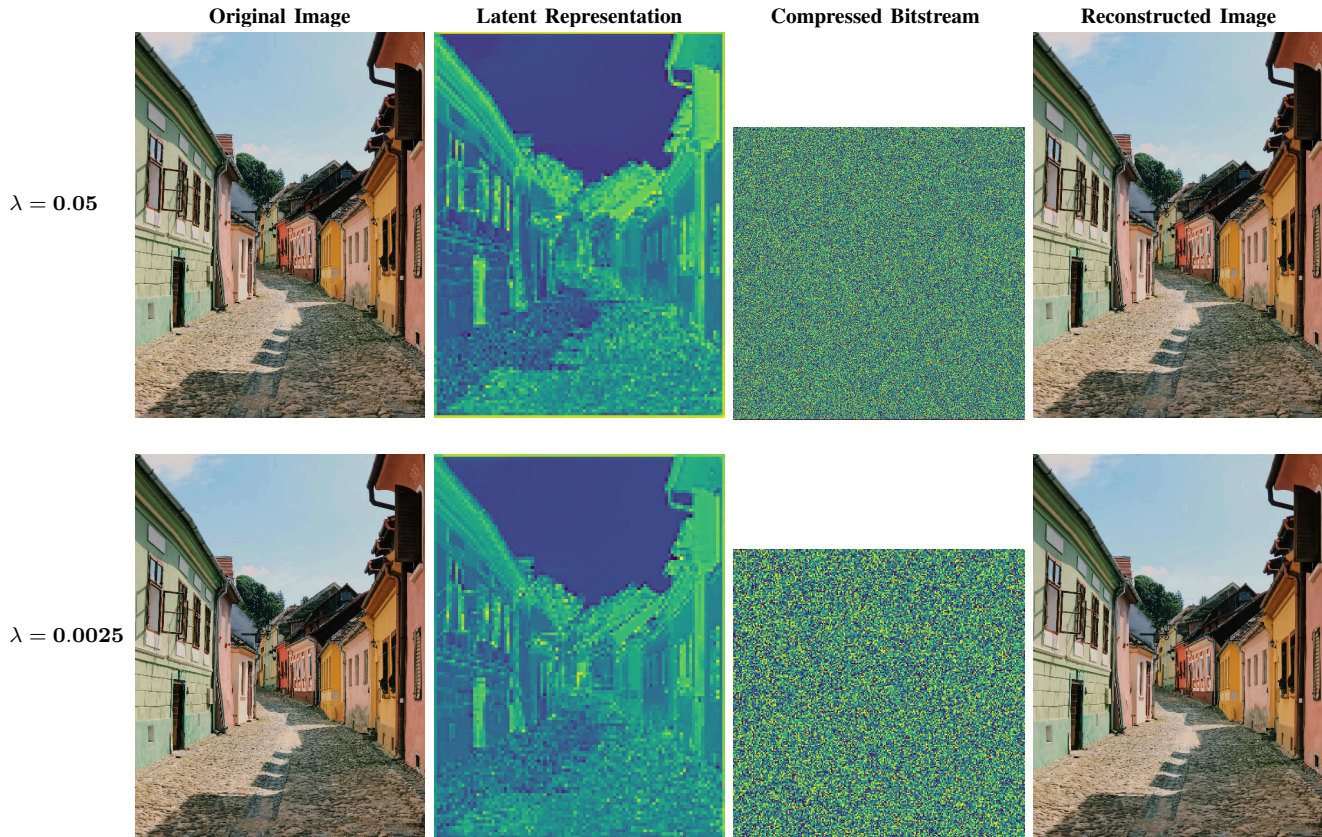 Original Image Latent Representation Compressed Bitstream Reconstructed Image
λ = 0.05
λ = 0.0025